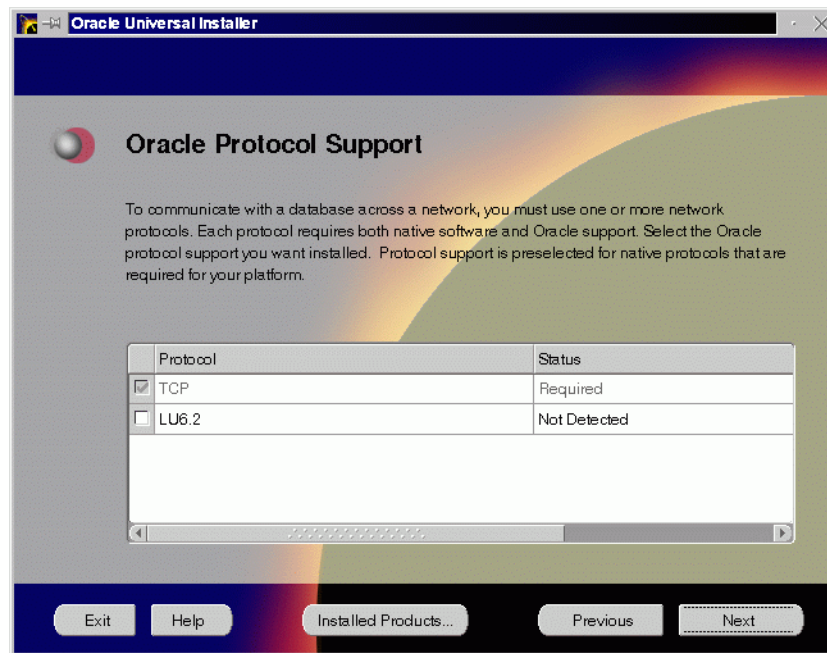 Oracle Universal Installer
Oracle Protocol Support
To communicate with a database across a network, you must use one or more network
protocols. Each protocol requires both native software and Oracle support. Select the Oracle
protocol support you want installed. Protocol support is preselected for native protocols that are
required for your platform.
Protocol Status
TCP Required
LU6.2 Not Detected
Exit Help Installed Products... Previous Next